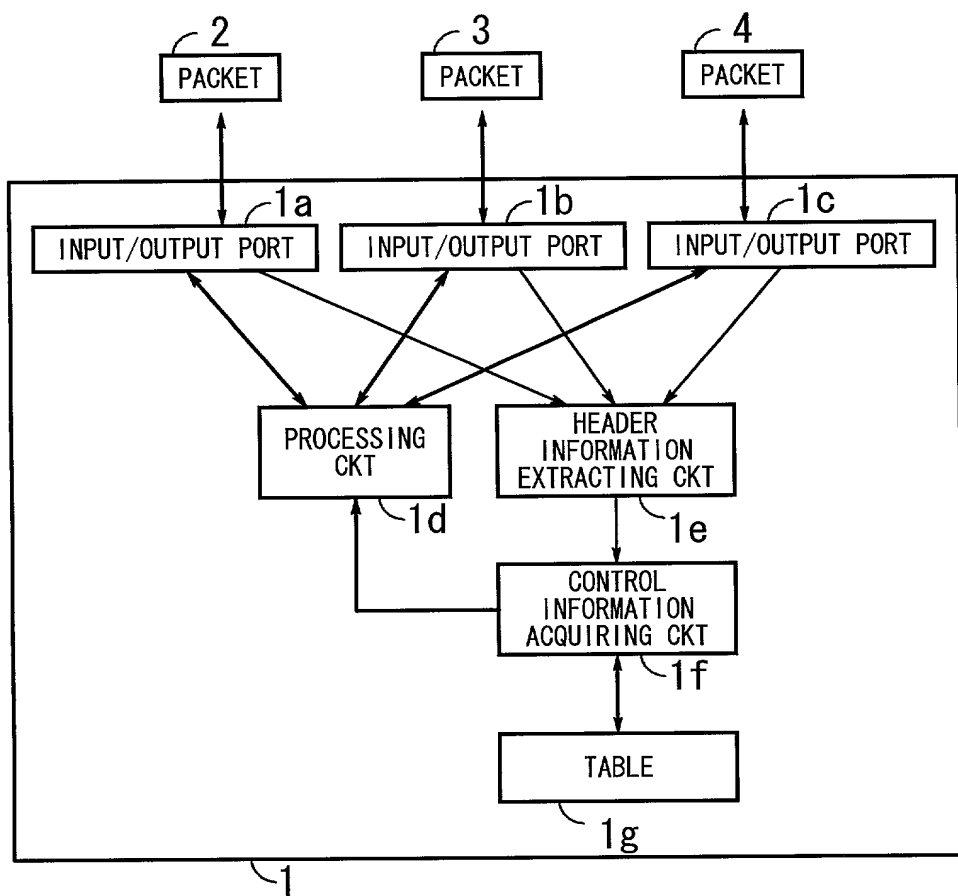 2
3
4
PACKET
PACKET
PACKET
1a
1b
1c
INPUT/OUTPUT PORT
INPUT/OUTPUT PORT
INPUT/OUTPUT PORT
PROCESSING
CKT
1d
HEADER
INFORMATION
EXTRACTING CKT
1e
CONTROL
INFORMATION
ACQUIRING CKT
1f
TABLE
1g
1